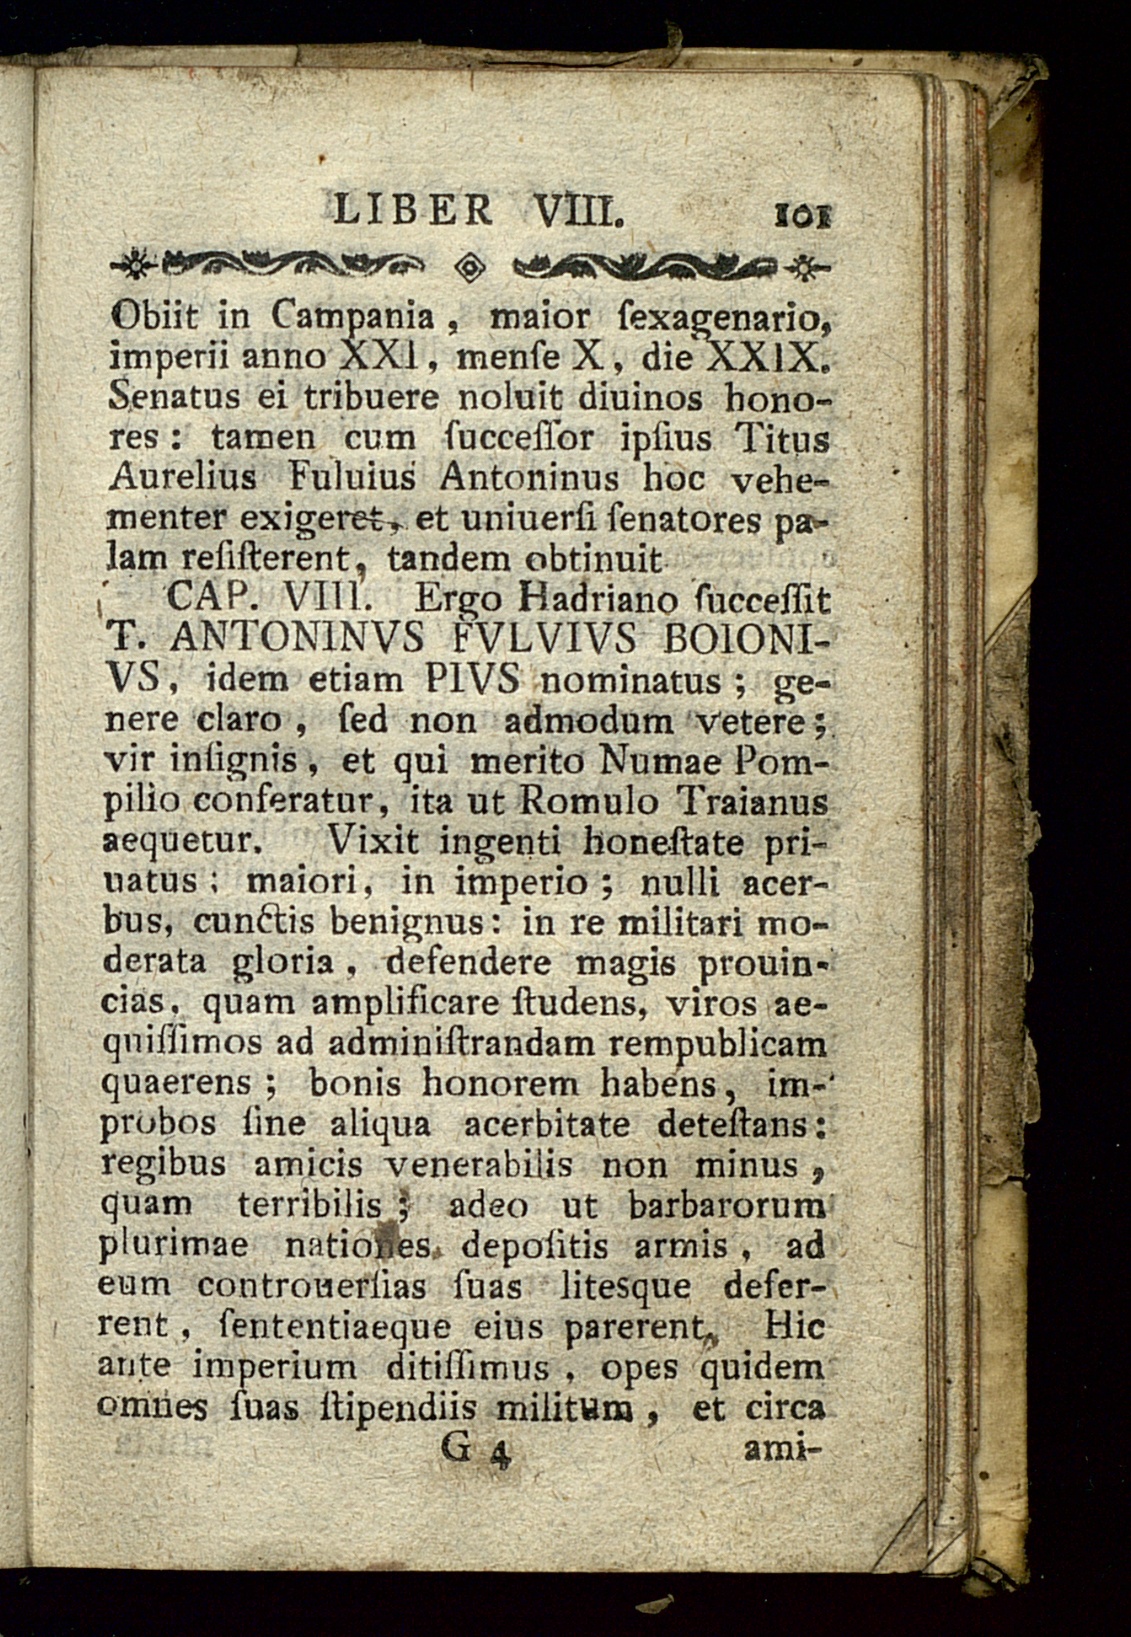 LIBER VIII. 101
Obiit in Campania, maior ſexagenario,
imperii anno XXI, menſe X, die XXIX.
Senatus ei tribuere noluit diuinos hono-
res: tamen cum ſucceſſor ipſius Titus
Aurelius Fuluius Antoninus hoc vehe-
menter exigeret, et uniuerſi ſenatores pa-
lam reſiſterent, tandem obtinuit
CAP. VIII. Ergo Hadriano ſucceſſit
T. ANTONINVS FVLVIVS BOIONI-
VS, idem etiam PIVS nominatus; ge-
nere claro, ſed non admodum vetere;
vir inſignis, et qui merito Numae Pom-
pilio conferatur, ita ut Romulo Traianus
aequetur. Vixit ingenti honeſtate pri-
uatus; maiori, in imperio; nulli acer-
bus, cunctis benignus: in re militari mo-
derata gloria, defendere magis prouin-
cias, quam amplificare ſtudens, viros ae-
quiſſimos ad adminiſtrandam rempublicam
quaerens; bonis honorem habens, im-
probos ſine aliqua acerbitate deteſtans:
regibus amicis venerabilis non minus,
quam terribilis; adeo ut barbarorum
plurimae nationes. depoſitis armis, ad
eum controuerſias ſuas litesque defer-
rent, ſententiaeque eius parerent, Hic
ante imperium ditiſſimus, opes quidem
omnes ſuas ſtipendiis militum, et circa
G 4 ami-